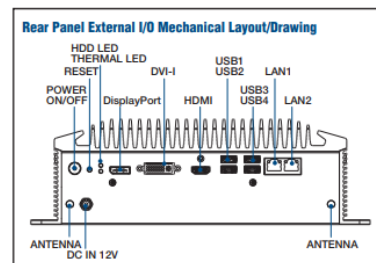 Rear Panel External I/O Mechanical Layout/Drawing
HDD LED
THERMAL LED
RESET
POWER
ON/OFF
DisplayPort
DVI-I
HDMI
USB1
USB2
USB3
USB4
LAN1
LAN2
ANTENNA
DC IN 12V
ANTENNA